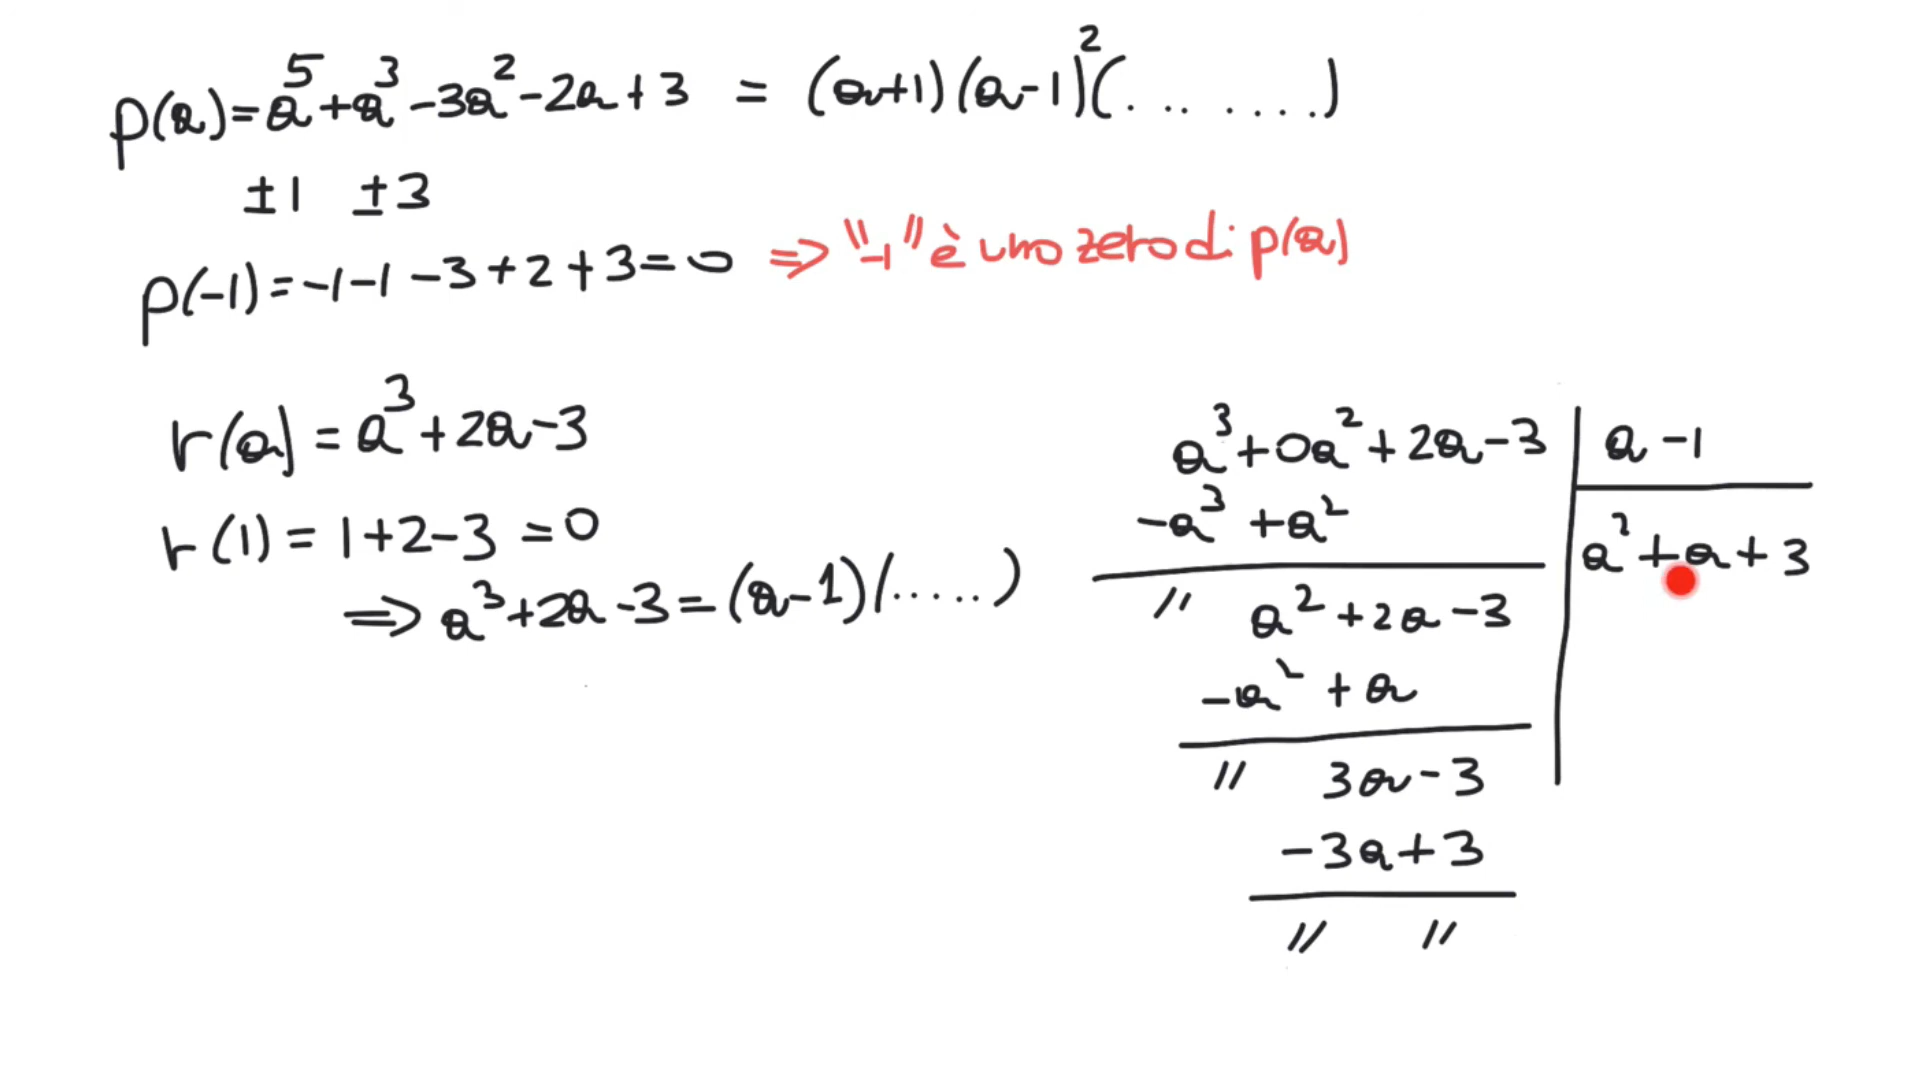 p(a)=a⁵+a³-3a²-2a+3 = (a+1)(a-1)²(.......)
±1 ±3
p(-1)=-1-1-3+2+3=0 ⇒ "-1" è uno zero di p(a)
r(a)=a³+2a-3
r(1)=1+2-3=0
⇒ a³+2a-3=(a-1)(.....)
a³+0a²+2a-3 | a-1
-a³ +a²
a²+a+3
// a²+2a-3
-a²+a
// 3a-3
-3a+3
// //